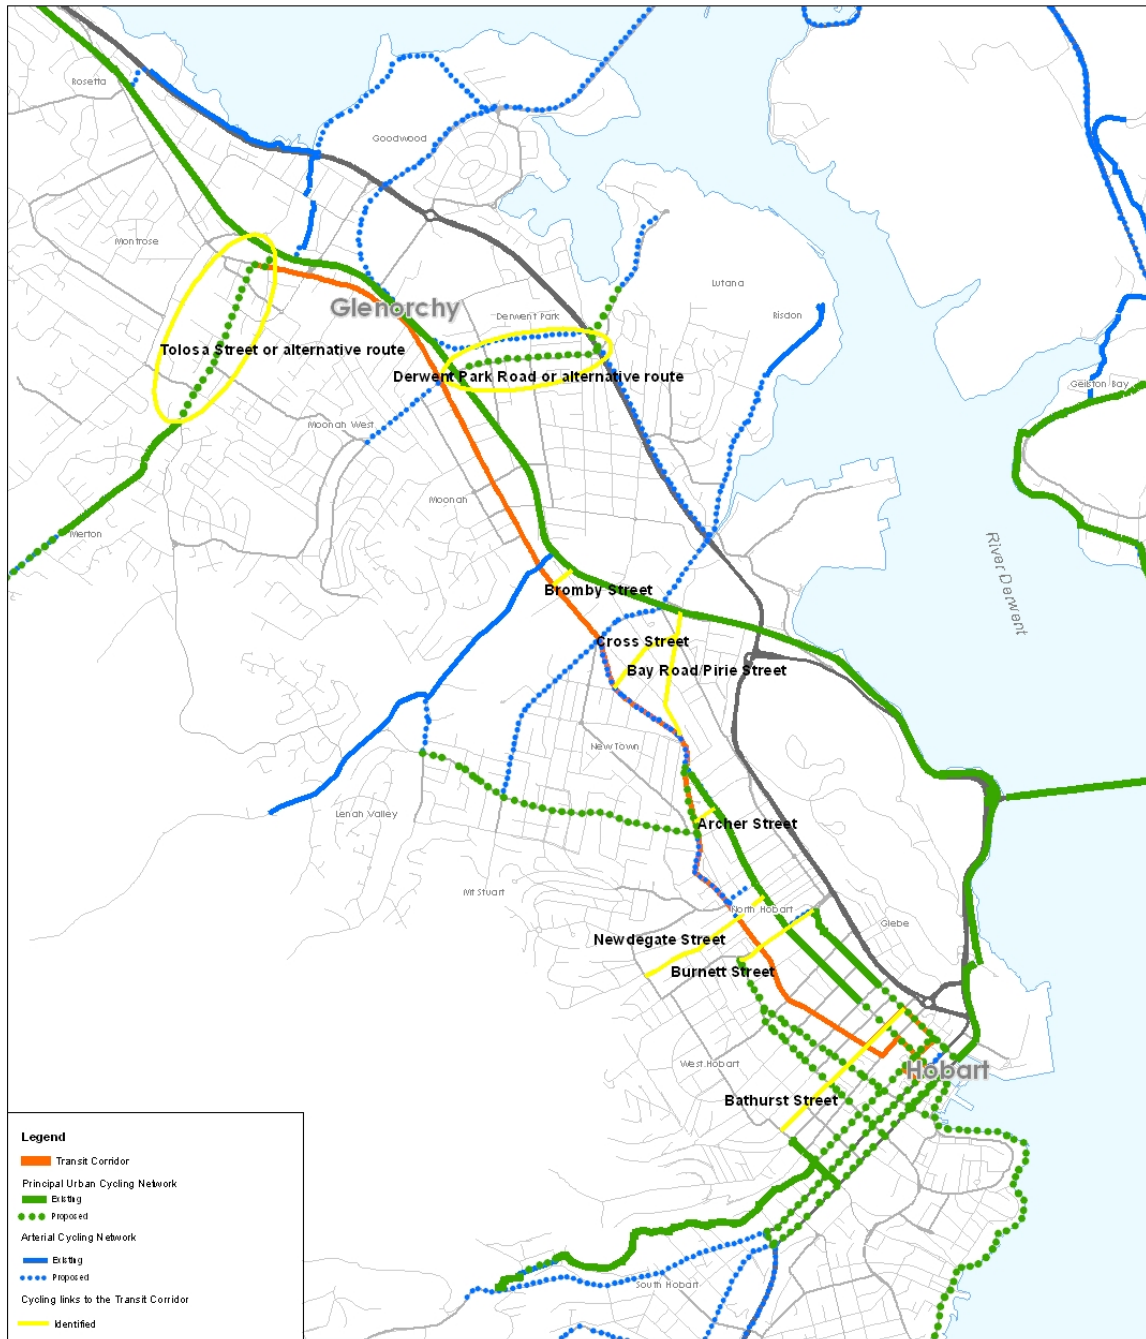 Rosetta
Goodwood
Montrose
Lutana
Glenorchy
Derwent Park
Risdon
Tolosa Street or alternative route
Derwent Park Road or alternative route
Geilston Bay
Moonah West
Moonah
Merton
River Derwent
Bromby Street
Cross Street
Bay Road/Pirie Street
New Town
Lenah Valley
Archer Street
Mt Stuart
North Hobart
Glebe
Newdegate Street
Burnett Street
West Hobart
Hobart
Bathurst Street
South Hobart
Legend
Transit Corridor
Principal Urban Cycling Network
Existing
Proposed
Arterial Cycling Network
Existing
Proposed
Cycling links to the Transit Corridor
Identified